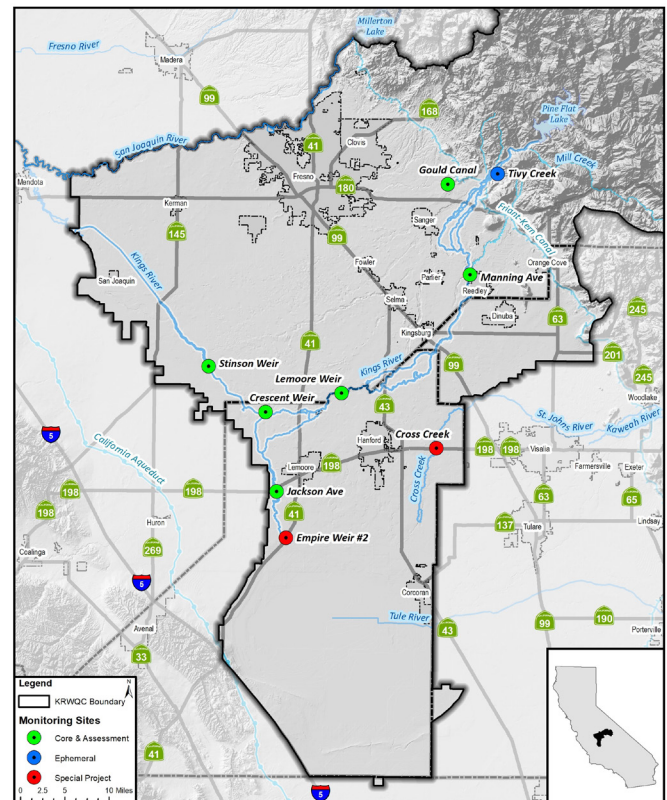 Millerton
Lake
Fresno River
Madera
99
168
Pine Flat
Lake
San Joaquin River
41
Clovis
Mill Creek
Gould Canal
Tivy Creek
Mendota
Fresno
180
Kerman
Sanger
Friant-Kern Canal
145
99
Kings River
Fowler
Orange Cove
San Joaquin
Parlier
Manning Ave
Reedley
Selma
Dinuba
63
245
Kingsburg
41
Stinson Weir
Kings River
99
201
Lemoore Weir
245
Crescent Weir
43
Woodlake
St. Johns River
Kaweah River
5
California Aqueduct
Hanford
Cross Creek
198
198
Visalia
Lemoore
198
Farmersville
Exeter
198
198
Jackson Ave
Cross Creek
63
65
198
41
Huron
137
Tulare
Lindsay
Empire Weir #2
Coalinga
269
5
Corcoran
Tule River
Avenal
43
99
190
Porterville
33
Legend
N
KRWQC Boundary
Monitoring Sites
Core & Assessment
Ephemeral
Special Project
41
0 2.5 5 10 Miles
5